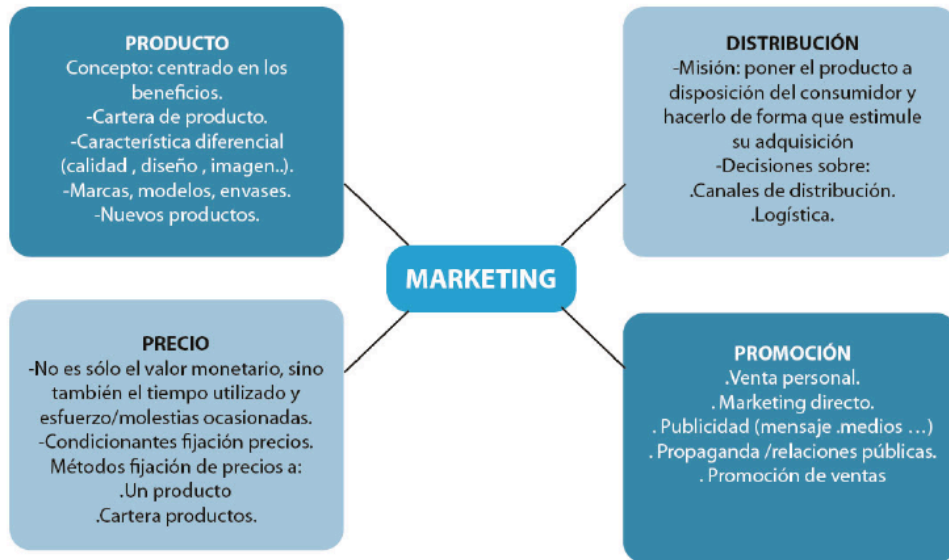 PRODUCTO
Concepto: centrado en los
beneficios.
-Cartera de producto.
-Característica diferencial
(calidad , diseño , imagen..).
-Marcas, modelos, envases.
-Nuevos productos.
DISTRIBUCIÓN
-Misión: poner el producto a
disposición del consumidor y
hacerlo de forma que estimule
su adquisición
-Decisiones sobre:
.Canales de distribución.
.Logística.
MARKETING
PRECIO
-No es sólo el valor monetario, sino
también el tiempo utilizado y
esfuerzo/molestias ocasionadas.
-Condicionantes fijación precios.
Métodos fijación de precios a:
.Un producto
.Cartera productos.
PROMOCIÓN
.Venta personal.
.Marketing directo.
. Publicidad (mensaje .medios ...)
. Propaganda /relaciones públicas.
. Promoción de ventas